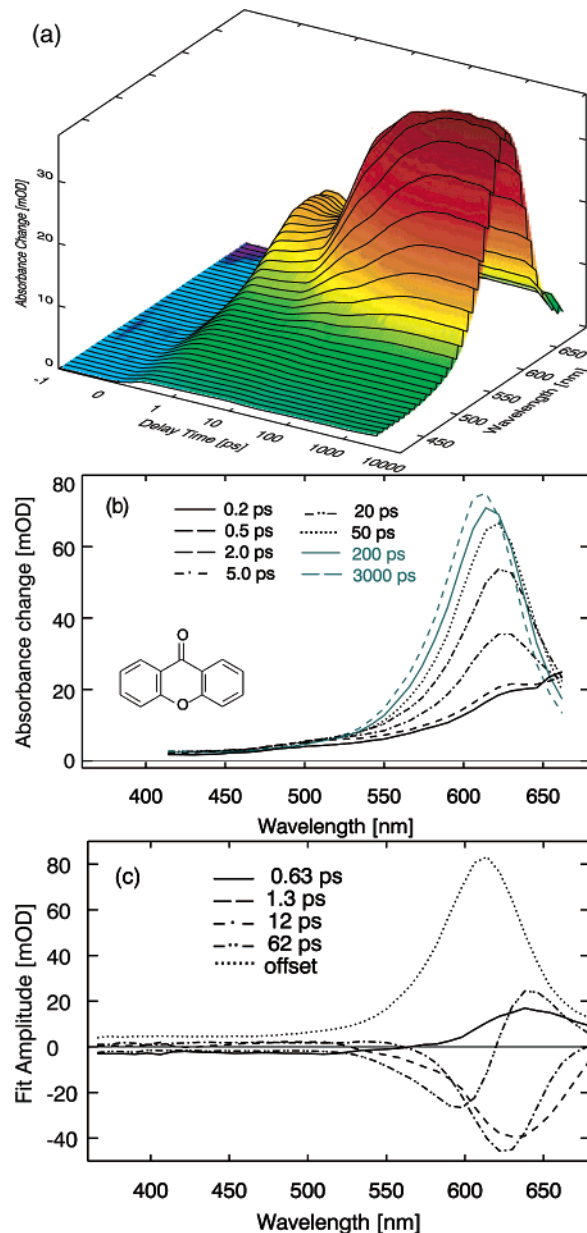 (a)
Absorbance Change [mOD]
30
20
10
0
-1
0
1
10
100
1000
10000
Delay Time [ps]
450
500
550
600
650
Wavelength [nm]
(b)
80
60
40
20
0
Absorbance change [mOD]
0.2 ps
0.5 ps
2.0 ps
5.0 ps
20 ps
50 ps
200 ps
3000 ps
O
O
400 450 500 550 600 650
Wavelength [nm]
(c)
80
60
40
20
0
-20
-40
Fit Amplitude [mOD]
0.63 ps
1.3 ps
12 ps
62 ps
offset
400 450 500 550 600 650
Wavelength [nm]